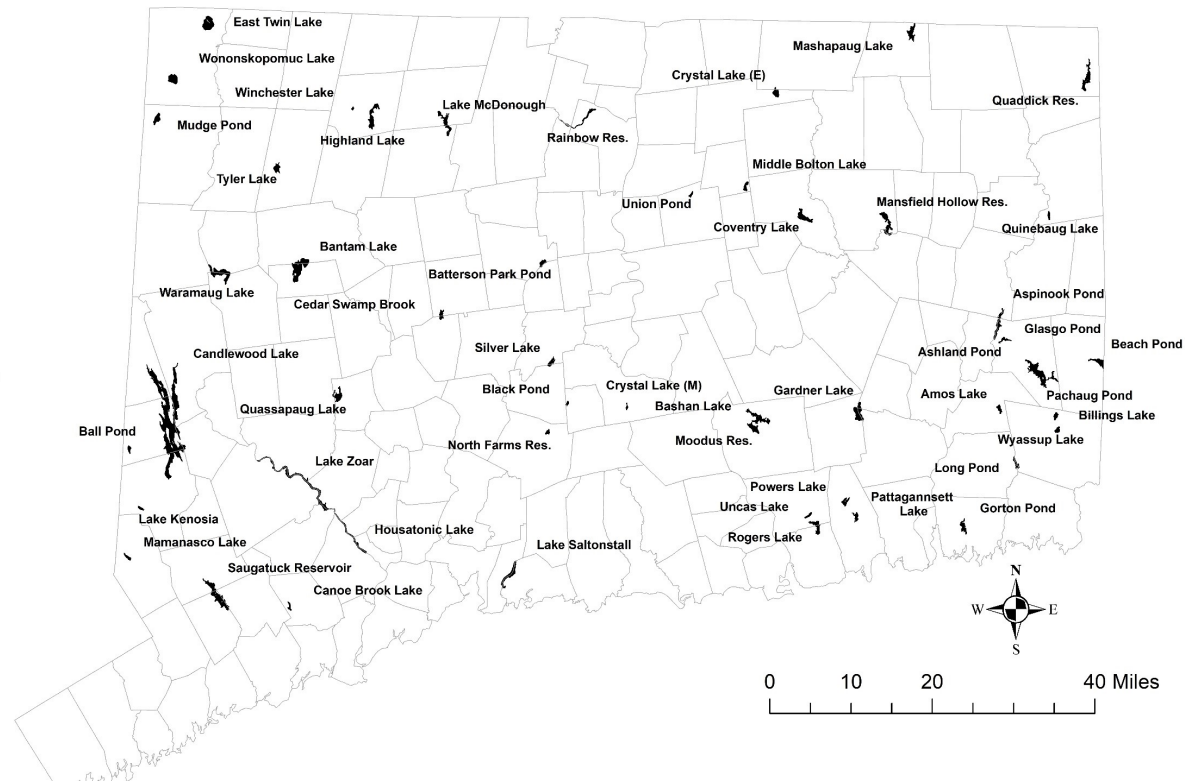 East Twin Lake
Mashapaug Lake
Wononskopomuc Lake
Crystal Lake (E)
Winchester Lake
Quaddick Res.
Lake McDonough
Mudge Pond
Highland Lake
Rainbow Res.
Middle Bolton Lake
Tyler Lake
Union Pond
Mansfield Hollow Res.
Coventry Lake
Quinebaug Lake
Bantam Lake
Batterson Park Pond
Waramaug Lake
Cedar Swamp Brook
Aspinook Pond
Glasgo Pond
Beach Pond
Silver Lake
Candlewood Lake
Ashland Pond
Black Pond
Crystal Lake (M)
Gardner Lake
Amos Lake
Pachaug Pond
Quassapaug Lake
Bashan Lake
Billings Lake
Ball Pond
Moodus Res.
Wyassup Lake
North Farms Res.
Lake Zoar
Long Pond
Powers Lake
Pattagannsett
Lake
Uncas Lake
Gorton Pond
Lake Kenosia
Housatonic Lake
Rogers Lake
Mamanasco Lake
Lake Saltonstall
Saugatuck Reservoir
Canoe Brook Lake
N
W
E
S
0
10
20
40 Miles